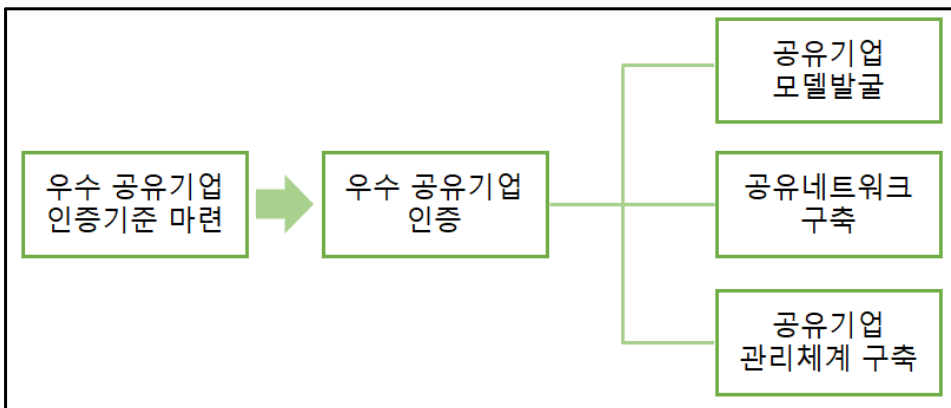 우수 공유기업
인증기준 마련
우수 공유기업
인증
공유기업
모델발굴
공유네트워크
구축
공유기업
관리체계 구축